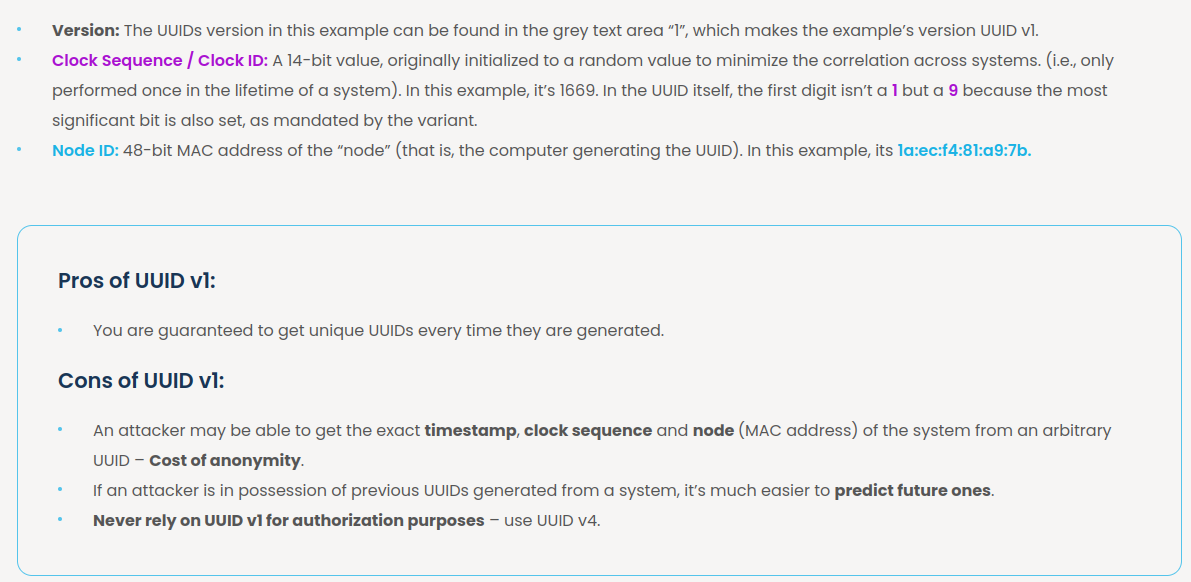 Version: The UUIDs version in this example can be found in the grey text area “1”, which makes the example’s version UUID v1.
Clock Sequence / Clock ID: A 14-bit value, originally initialized to a random value to minimize the correlation across systems. (i.e., only
performed once in the lifetime of a system). In this example, it’s 1669. In the UUID itself, the first digit isn’t a 1 but a 9 because the most
significant bit is also set, as mandated by the variant.
Node ID: 48-bit MAC address of the “node” (that is, the computer generating the UUID). In this example, its 1a:ec:f4:81:a9:7b.
Pros of UUID v1:
You are guaranteed to get unique UUIDs every time they are generated.
Cons of UUID v1:
An attacker may be able to get the exact timestamp, clock sequence and node (MAC address) of the system from an arbitrary
UUID – Cost of anonymity.
If an attacker is in possession of previous UUIDs generated from a system, it’s much easier to predict future ones.
Never rely on UUID v1 for authorization purposes – use UUID v4.